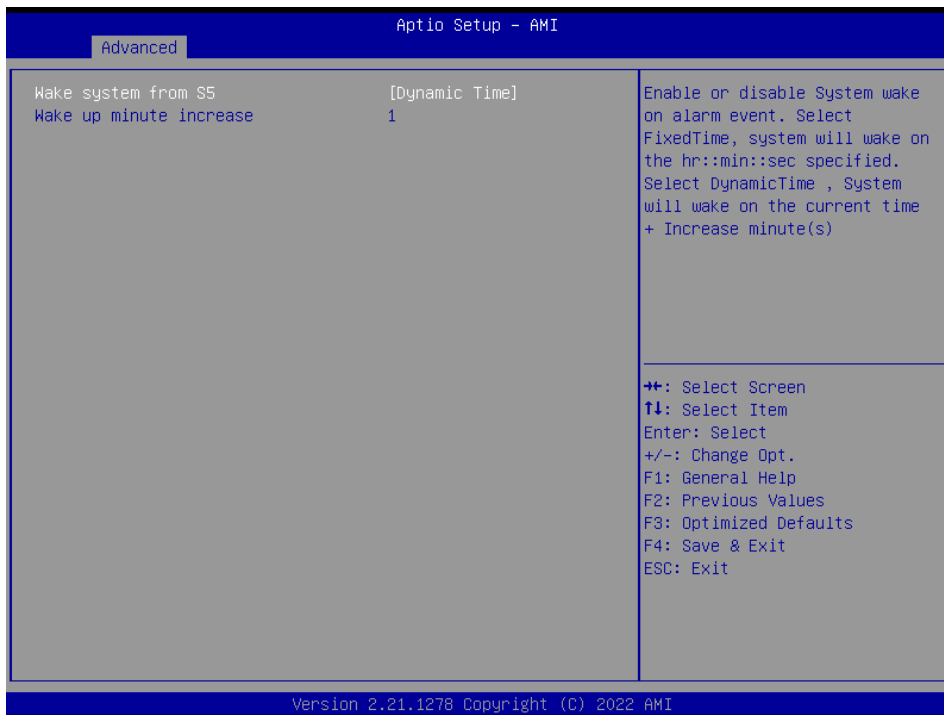 Aptio Setup – AMI
Advanced
Wake system from S5 [Dynamic Time]
Wake up minute increase 1
Enable or disable System wake
on alarm event. Select
FixedTime, system will wake on
the hr::min::sec specified.
Select DynamicTime , System
will wake on the current time
+ Increase minute(s)
→←: Select Screen
↑↓: Select Item
Enter: Select
+/-: Change Opt.
F1: General Help
F2: Previous Values
F3: Optimized Defaults
F4: Save & Exit
ESC: Exit
Version 2.21.1278 Copyright (C) 2022 AMI